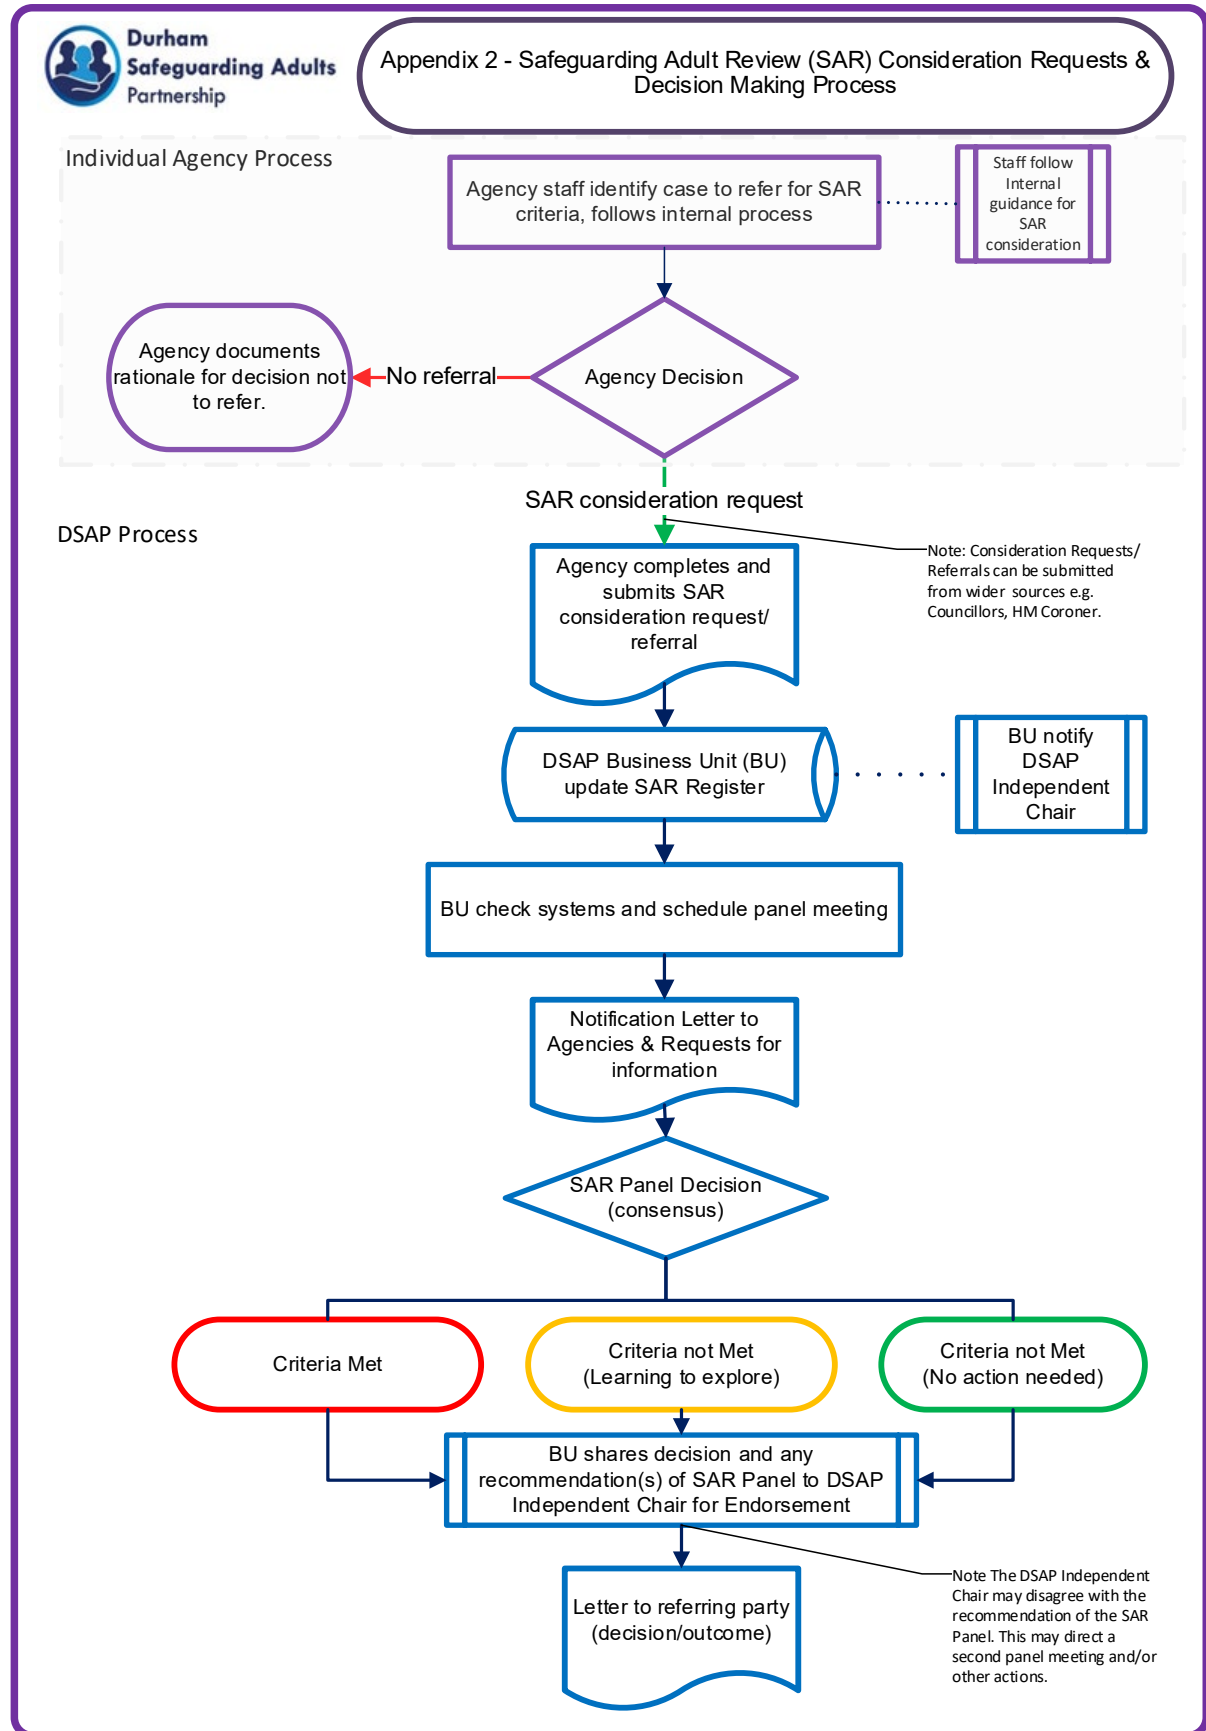 Durham
Safeguarding Adults
Partnership
Appendix 2 - Safeguarding Adult Review (SAR) Consideration Requests &
Decision Making Process
Individual Agency Process
Agency staff identify case to refer for SAR
criteria, follows internal process
Staff follow
Internal
guidance for
SAR
consideration
Agency documents
rationale for decision not
to refer.
No referral
Agency Decision
SAR consideration request
DSAP Process
Note: Consideration Requests/
Referrals can be submitted
from wider sources e.g.
Councillors, HM Coroner.
Agency completes and
submits SAR
consideration request/
referral
DSAP Business Unit (BU)
update SAR Register
BU notify
DSAP
Independent
Chair
BU check systems and schedule panel meeting
Notification Letter to
Agencies & Requests for
information
SAR Panel Decision
(consensus)
Criteria Met
Criteria not Met
(Learning to explore)
Criteria not Met
(No action needed)
BU shares decision and any
recommendation(s) of SAR Panel to DSAP
Independent Chair for Endorsement
Note The DSAP Independent
Chair may disagree with the
recommendation of the SAR
Panel. This may direct a
second panel meeting and/or
other actions.
Letter to referring party
(decision/outcome)